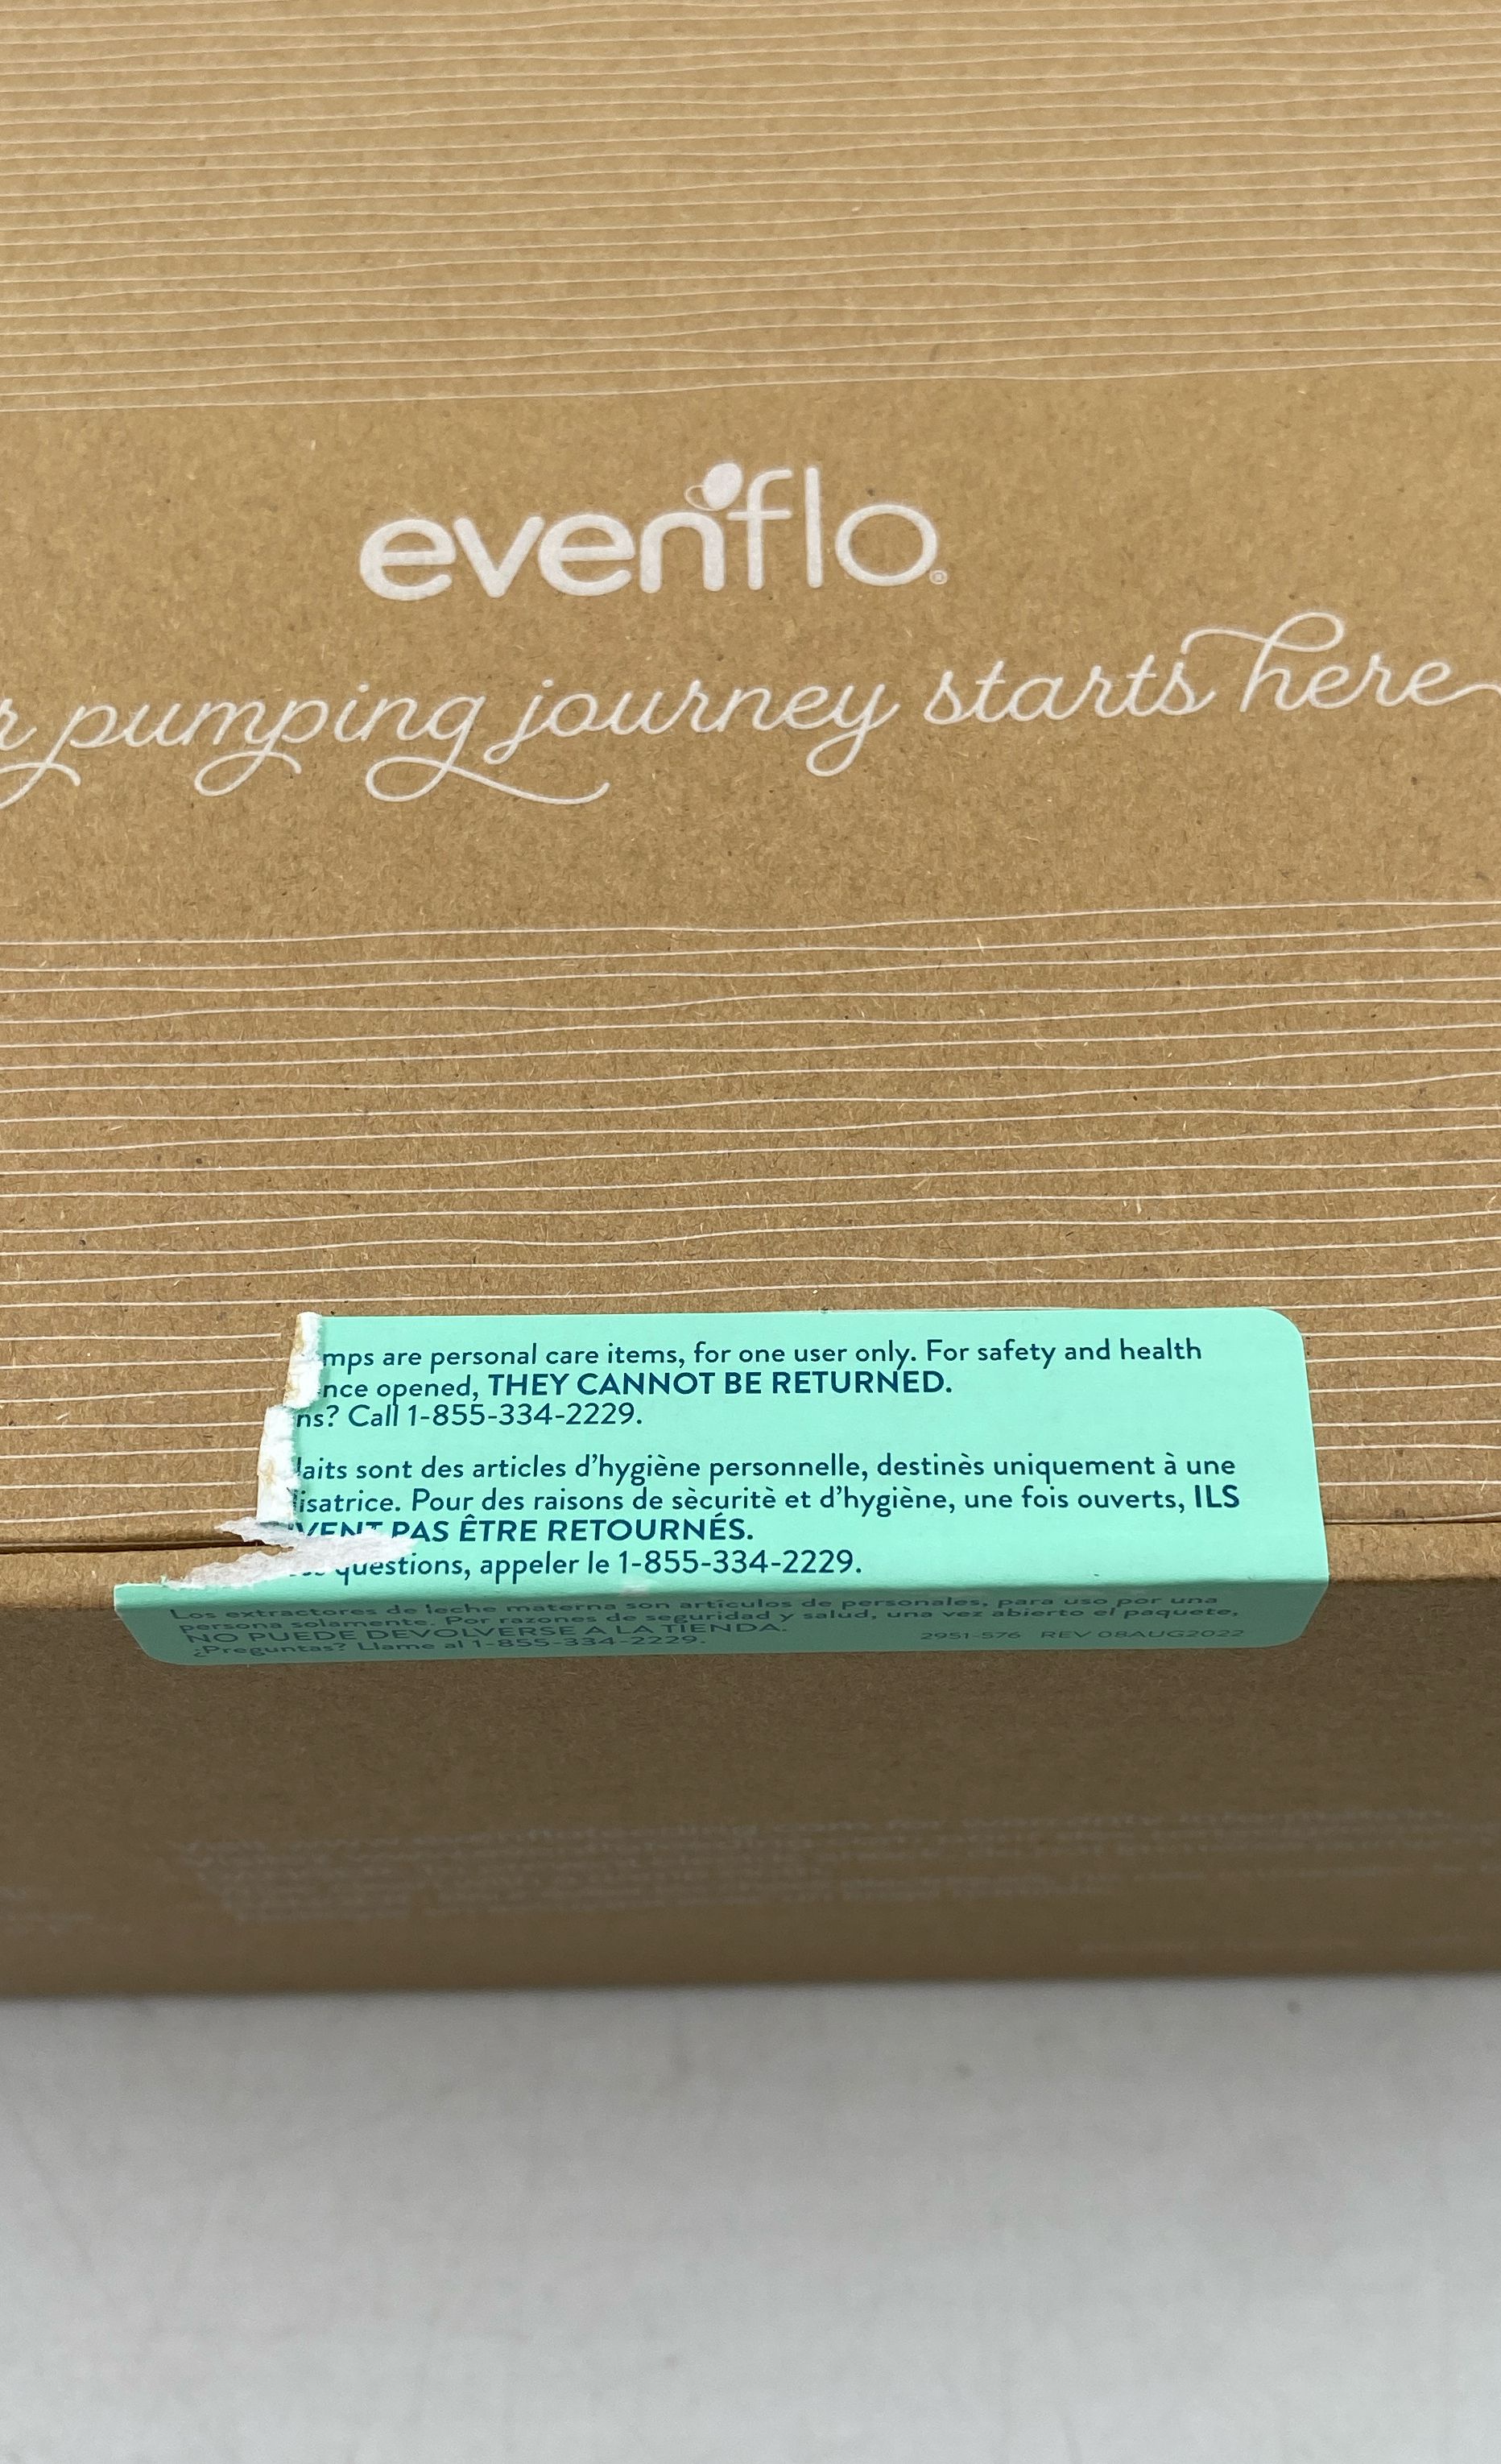 evenflo®
r pumping journey starts here
mps are personal care items, for one user only. For safety and health
nce opened, THEY CANNOT BE RETURNED.
ns? Call 1-855-334-2229.
laits sont des articles d'hygiène personnelle, destinès uniquement à une
isatrice. Pour des raisons de sècuritè et d'hygiène, une fois ouverts, ILS
VENT PAS ÊTRE RETOURNÉS.
questions, appeler le 1-855-334-2229.
Los extractores de leche materna son artículos de personales, para uso por una
persona solamente. Por razones de seguridad y salud, una vez abierto el paquete,
NO PUEDE DEVOLVERSE A LA TIENDA.
¿Preguntas? Llame al 1-855-334-2229.
2951-576 REV 08AUG2022